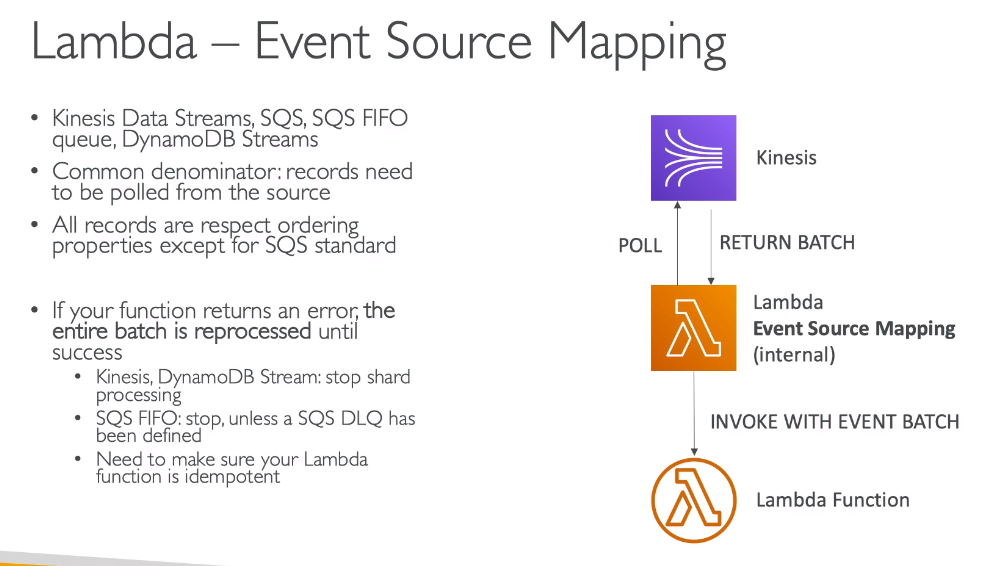 Lambda – Event Source Mapping
• Kinesis Data Streams, SQS, SQS FIFO
queue, DynamoDB Streams
• Common denominator: records need
to be polled from the source
• All records are respect ordering
properties except for SQS standard
• If your function returns an error, the
entire batch is reprocessed until
success
• Kinesis, DynamoDB Stream: stop shard
processing
• SQS FIFO: stop, unless a SQS DLQ has
been defined
• Need to make sure your Lambda
function is idempotent
Kinesis
POLL
RETURN BATCH
Lambda
Event Source Mapping
(internal)
INVOKE WITH EVENT BATCH
Lambda Function